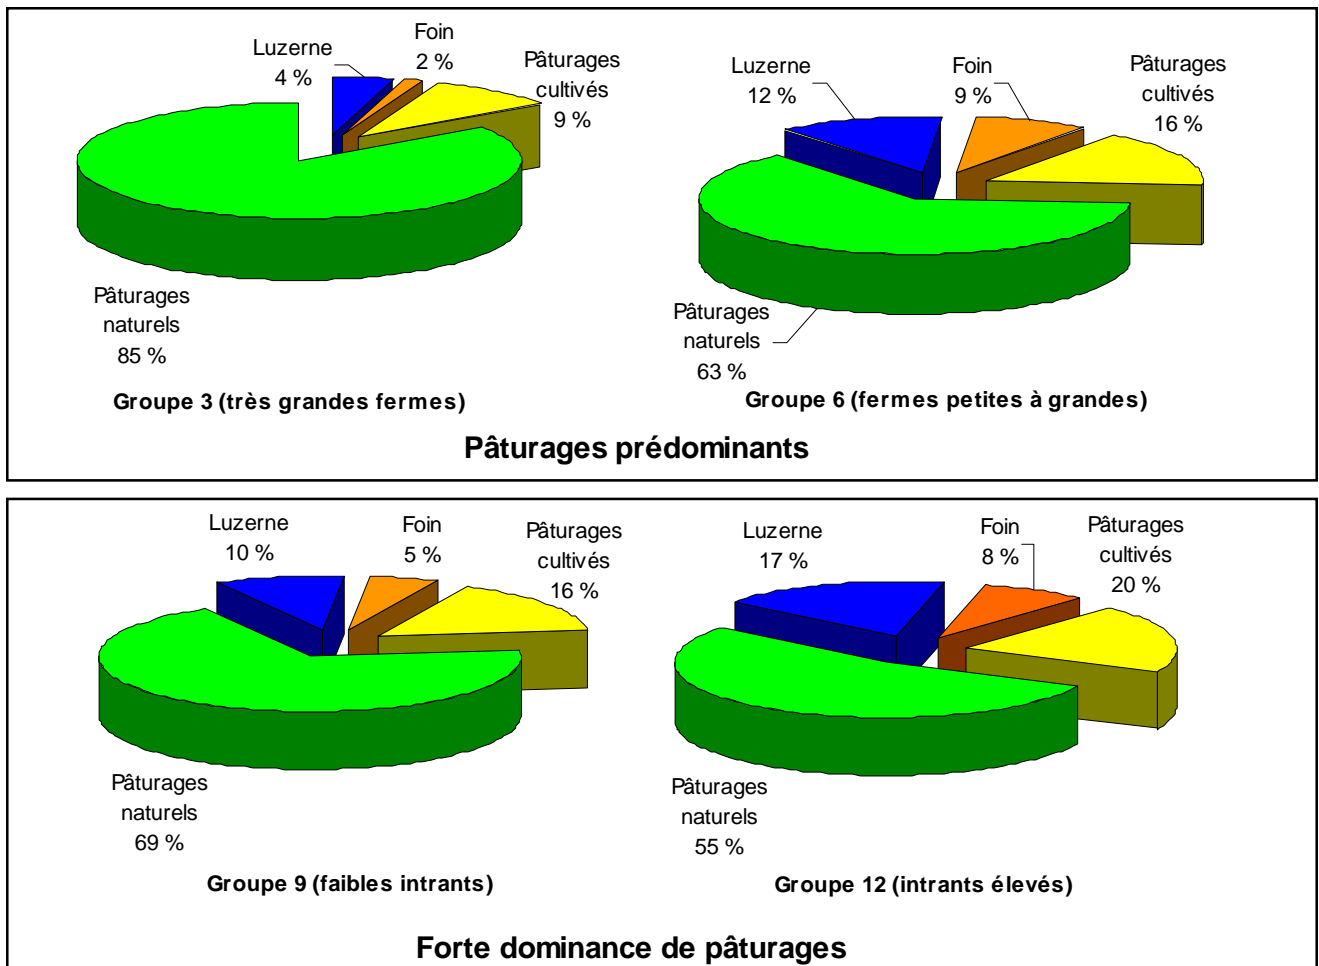 Luzerne
4 %
Foin
2 %
Pâturages
cultivés
9 %
Pâturages
naturels
85 %
Groupe 3 (très grandes fermes)
Luzerne
12 %
Foin
9 %
Pâturages
cultivés
16 %
Pâturages
naturels
63 %
Groupe 6 (fermes petites à grandes)
Pâturages prédominants
Luzerne
10 %
Foin
5 %
Pâturages
cultivés
16 %
Pâturages
naturels
69 %
Groupe 9 (faibles intrants)
Luzerne
17 %
Foin
8 %
Pâturages
cultivés
20 %
Pâturages
naturels
55 %
Groupe 12 (intrants élevés)
Forte dominance de pâturages